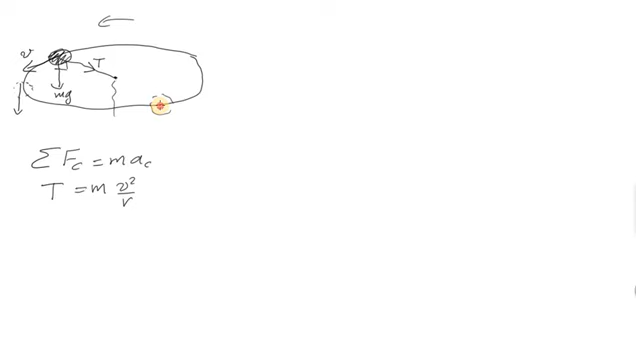 v
T
mg
ΣF_c = ma_c
T = m v²/r